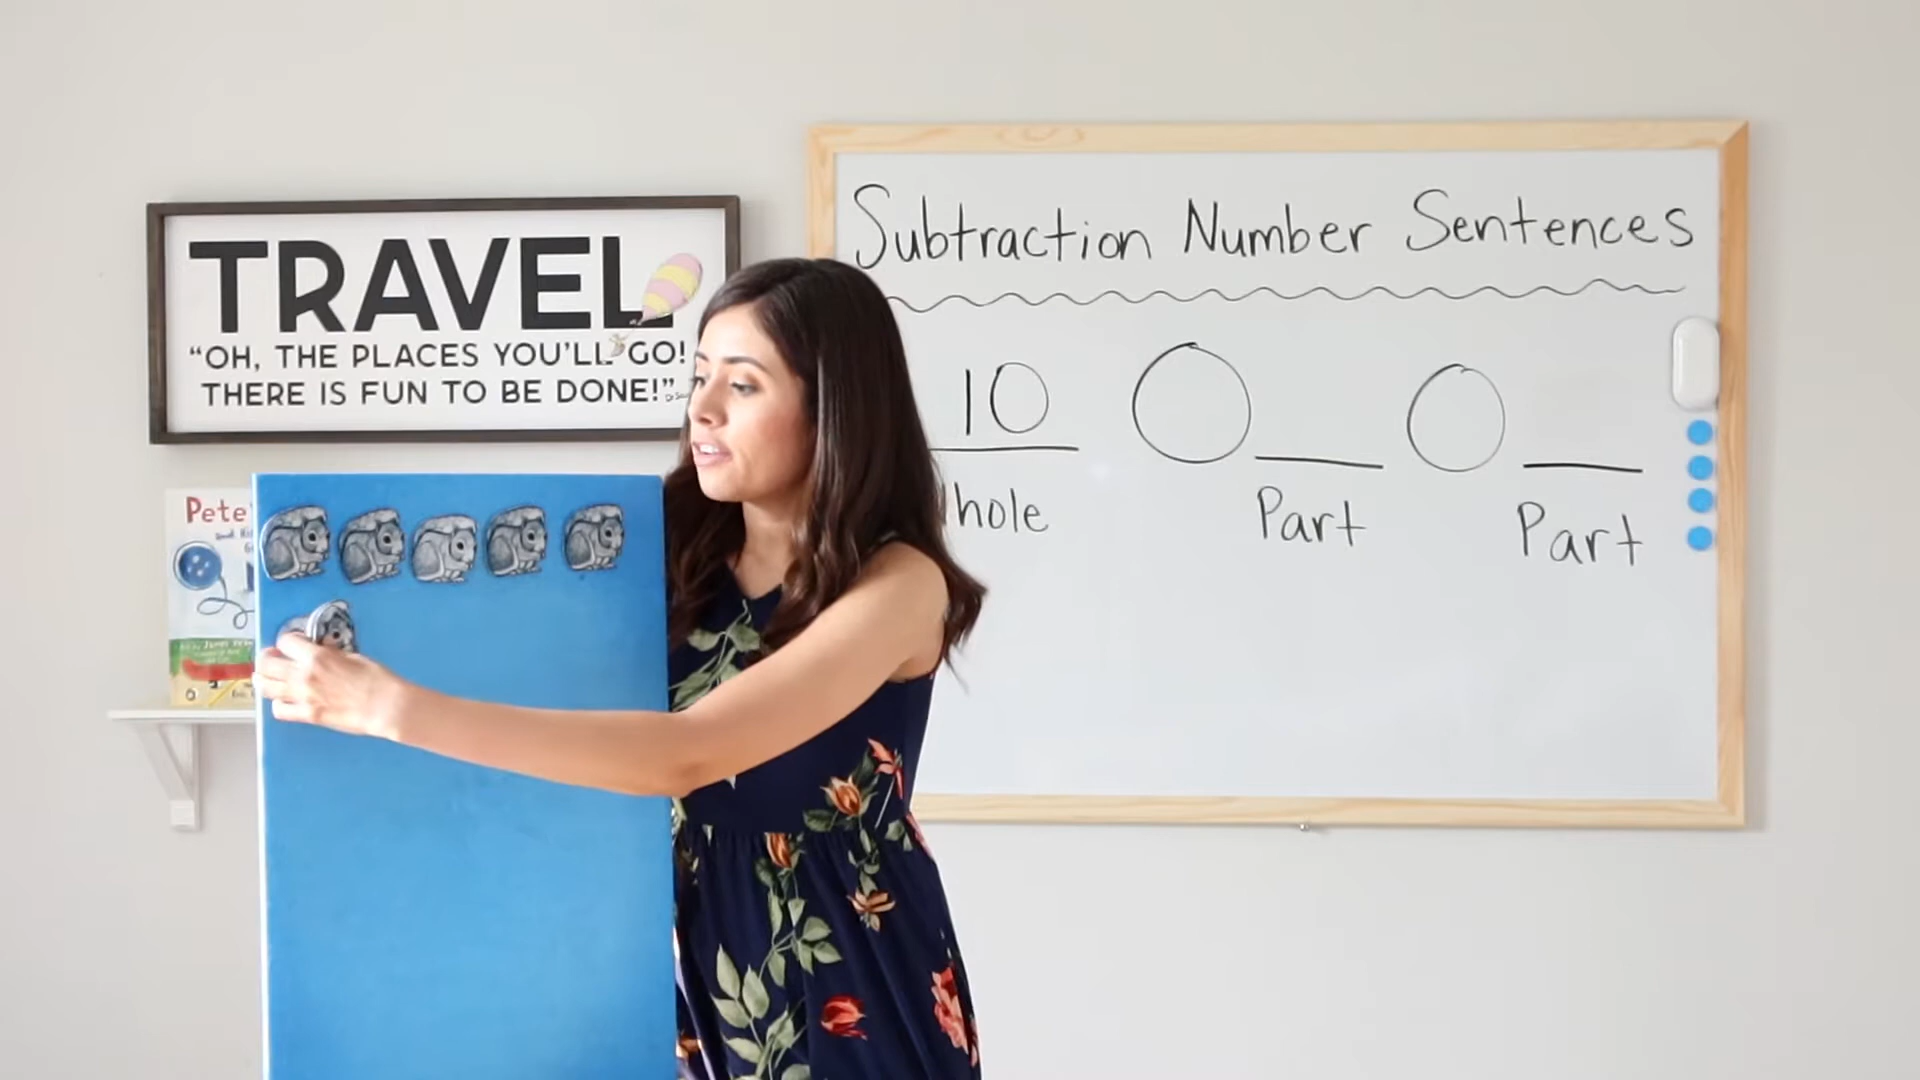 TRAVEL
“OH, THE PLACES YOU’LL GO!
THERE IS FUN TO BE DONE!”
Pete
Subtraction Number Sentences
10
hole
Part
Part